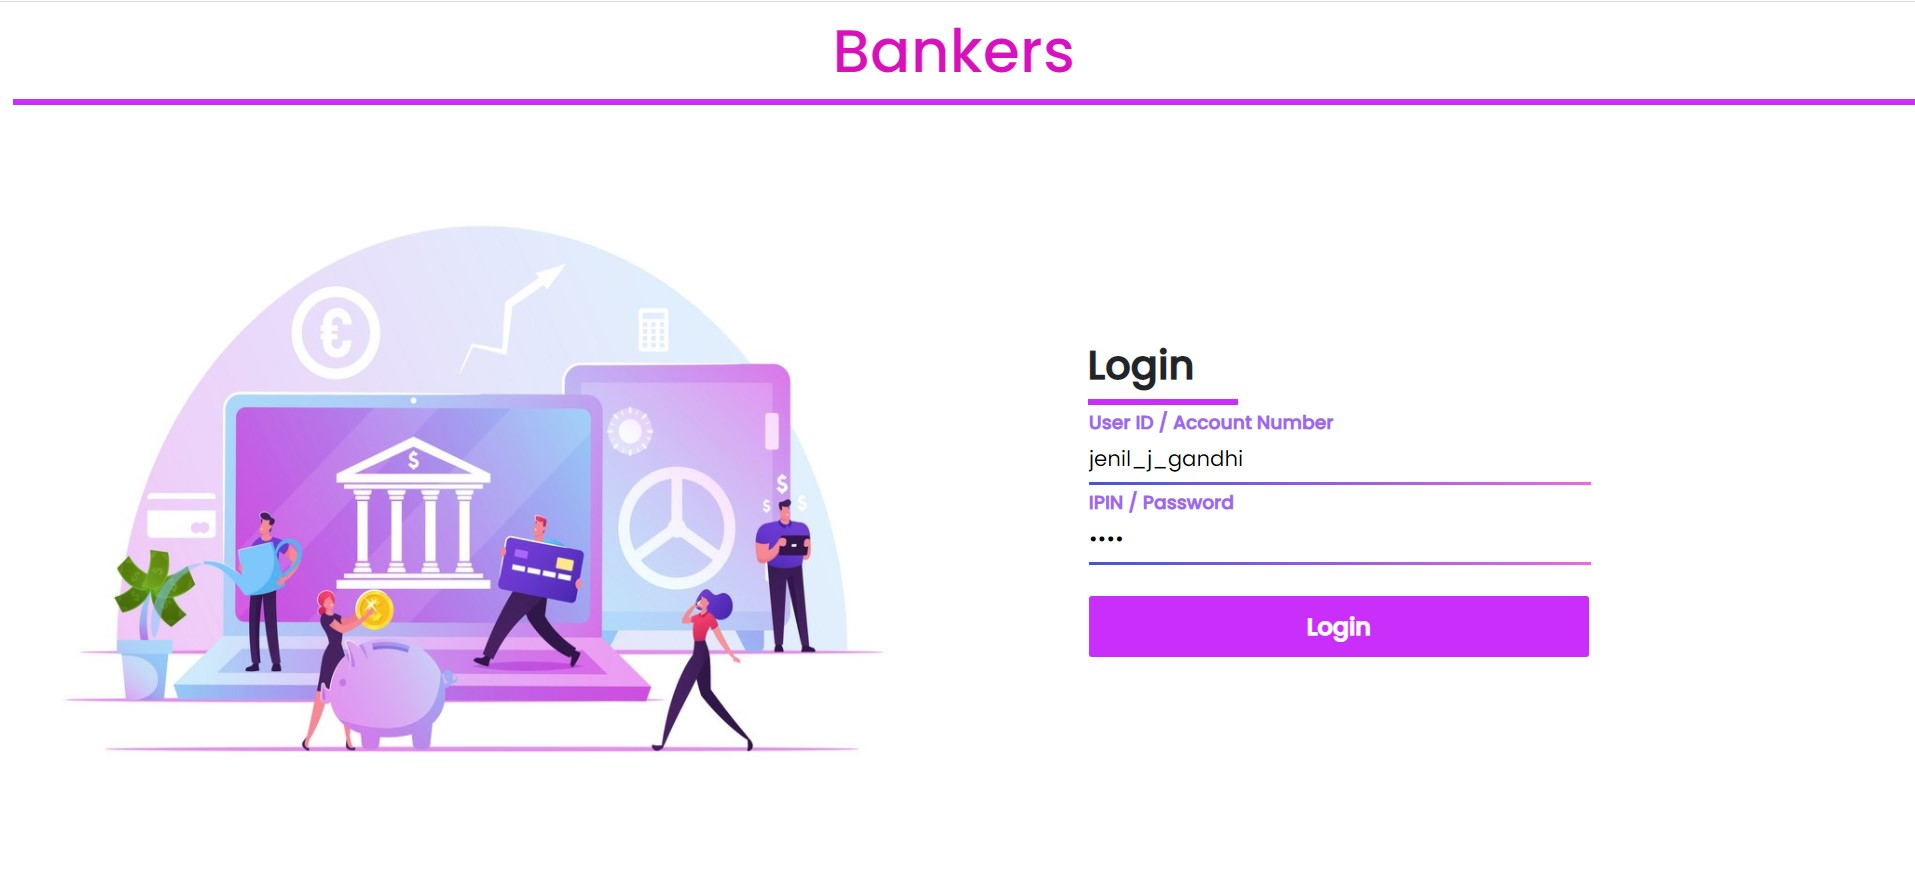 Bankers
Login
User ID / Account Number
jenil_j_gandhi
IPIN / Password
••••
Login